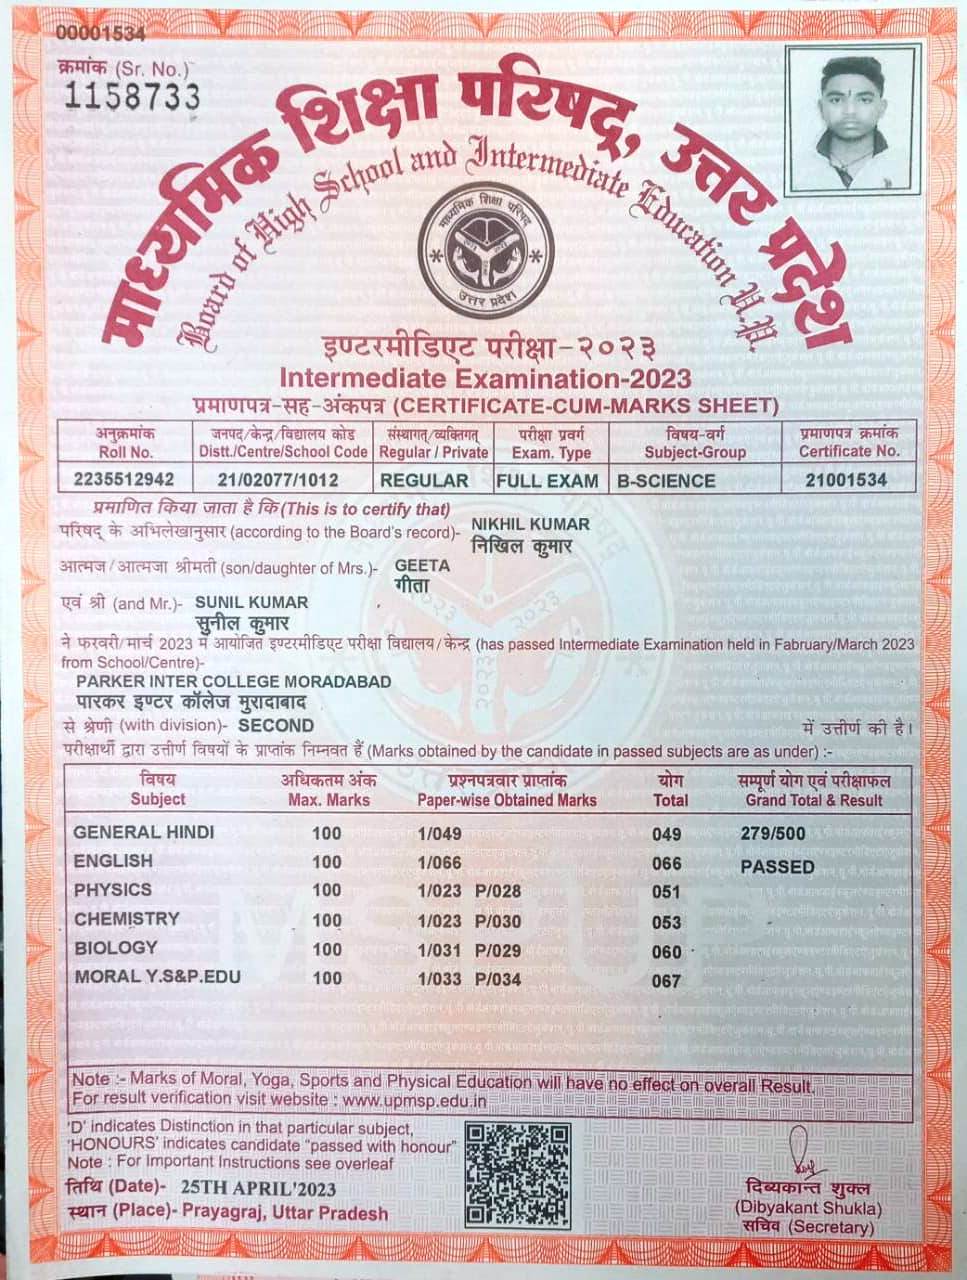 00001534
क्रमांक (Sr. No.)
1158733
माध्यमिक शिक्षा परिषद्, उत्तर प्रदेश
Board of High School and Intermediate Education U.P.
माध्यमिक शिक्षा परिषद
उत्तर प्रदेश
इण्टरमीडिएट परीक्षा-२०२३
Intermediate Examination-2023
प्रमाणपत्र-सह-अंकपत्र (CERTIFICATE-CUM-MARKS SHEET)
अनुक्रमांक जनपद/केन्द्र/विद्यालय कोड संस्थागत्/व्यक्तिगत् परीक्षा प्रवर्ग विषय-वर्ग प्रमाणपत्र क्रमांक
Roll No. Distt./Centre/School Code Regular / Private Exam. Type Subject-Group Certificate No.
2235512942 21/02077/1012 REGULAR FULL EXAM B-SCIENCE 21001534
प्रमाणित किया जाता है कि (This is to certify that)
परिषद् के अभिलेखानुसार (according to the Board's record)- NIKHIL KUMAR
निखिल कुमार
आत्मज/आत्मजा श्रीमती (son/daughter of Mrs.)- GEETA
गीता
एवं श्री (and Mr.)- SUNIL KUMAR
सुनील कुमार
ने फरवरी/मार्च 2023 में आयोजित इण्टरमीडिएट परीक्षा विद्यालय/केन्द्र (has passed Intermediate Examination held in Fabruary/March 2023
from School/Centre)-
PARKER INTER COLLEGE MORADABAD
पारकर इण्टर कॉलेज मुरादाबाद
से श्रेणी (with division)- SECOND में उत्तीर्ण की है।
परीक्षार्थी द्वारा उत्तीर्ण विषयों के प्राप्तांक निम्नवत हैं (Marks obtained by the candidate in passed subjects are as under) :-
विषय अधिकतम अंक प्रश्नपत्रवार प्राप्तांक योग सम्पूर्ण योग एवं परीक्षाफल
Subject Max. Marks Paper-wise Obtained Marks Total Grand Total & Result
GENERAL HINDI 100 1/049 049 279/500
ENGLISH 100 1/066 066 PASSED
PHYSICS 100 1/023 P/028 051
CHEMISTRY 100 1/023 P/030 053
BIOLOGY 100 1/031 P/029 060
MORAL Y.S&P.EDU 100 1/033 P/034 067
Note :- Marks of Moral, Yoga, Sports and Physical Education will have no effect on overall Result.
For result verification visit website : www.upmsp.edu.in
'D' indicates Distinction in that particular subject,
'HONOURS' indicates candidate "passed with honour"
Note : For Important Instructions see overleaf
तिथि (Date)- 25TH APRIL'2023
स्थान (Place)- Prayagraj, Uttar Pradesh
दिव्यकान्त शुक्ल
(Dibyakant Shukla)
सचिव (Secretary)